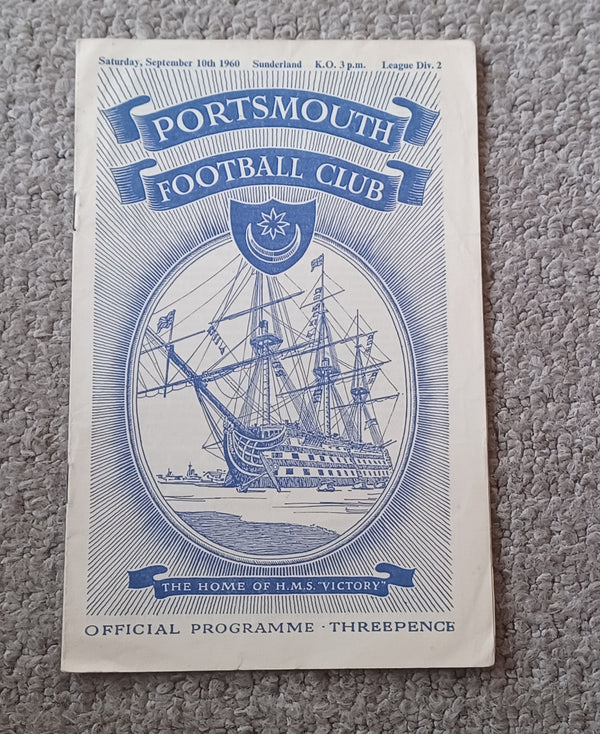 Saturday, September 10th 1960 Sunderland K.O. 3 p.m. League Div. 2
PORTSMOUTH
FOOTBALL CLUB
THE HOME OF H.M.S. "VICTORY"
OFFICIAL PROGRAMME · THREEPENCE